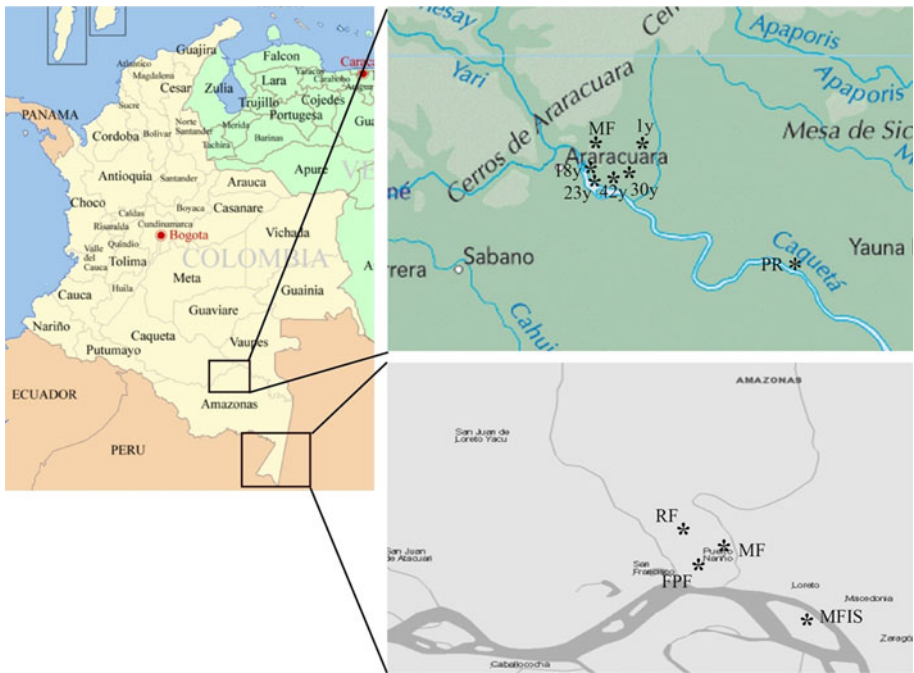 Guajira
Atlantico
Magdalena
Cesar
Sucre
PANAMA
Cordoba
Bolivar
Norte
Santander
Antioquia
Santander
Arauca
Choco
Boyaca
Casanare
Caldas
Risaralda
Cundinamarca
Bogota
Vichada
Quindio
Valle
del
Cauca
Tolima
COLOMBIA
Meta
Cauca
Huila
Guainia
Nariño
Guaviare
Caqueta
Vaupes
Putumayo
ECUADOR
Amazonas
PERU
Falcon
Zulia
Lara
Yaracuy
Carabobo
Trujillo
Cojedes
Portugesa
Merida
Barinas
Tachira
Apure
Yari
Apaporis
Apaporis
Cerros de Araracuara
MF
1y
Mesa de Sic
Araracuara
18y
23y
42y
30y
Sabano
PR
Caquetá
Yauna
Cahui
AMAZONAS
San Juan de
Loreto Yacu
RF
MF
San Juan
de Atacuari
Puerto
Nariño
San
Francisco
FPF
Loreto
Macedonia
MFIS
Zarago
Caballococha